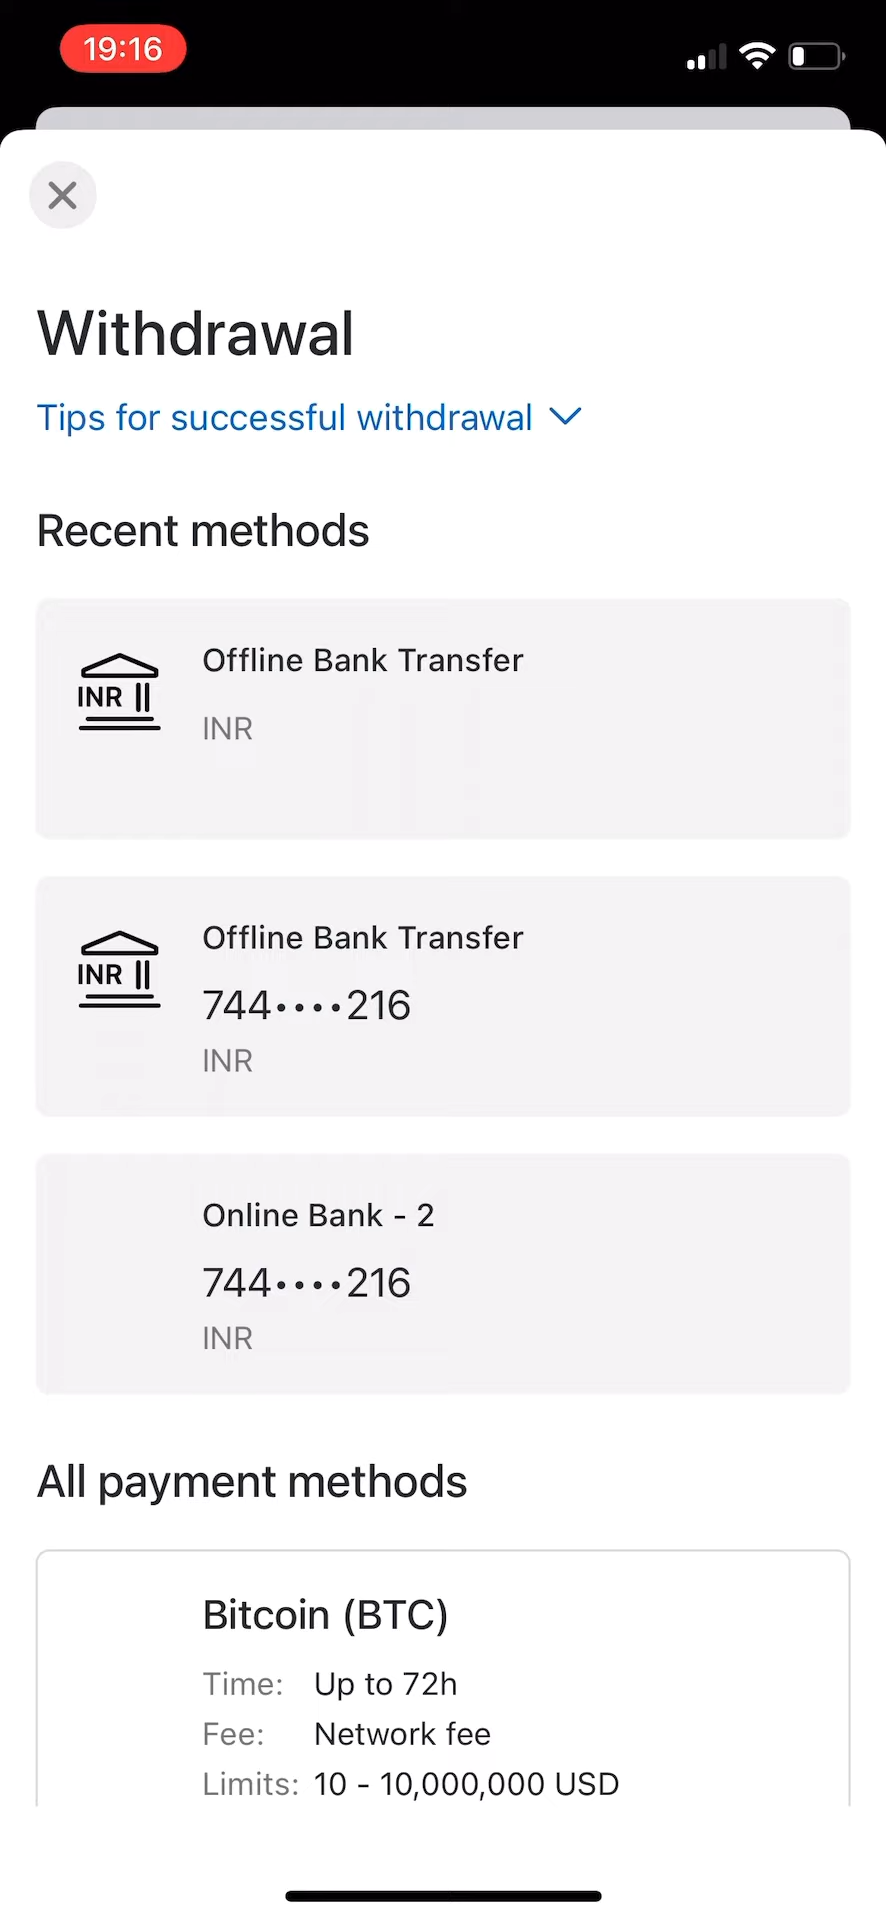 19:16
Withdrawal
Tips for successful withdrawal
Recent methods
Offline Bank Transfer
INR
INR
Offline Bank Transfer
INR
744····216
INR
Online Bank - 2
744····216
INR
All payment methods
Bitcoin (BTC)
Time: Up to 72h
Fee: Network fee
Limits: 10 - 10,000,000 USD